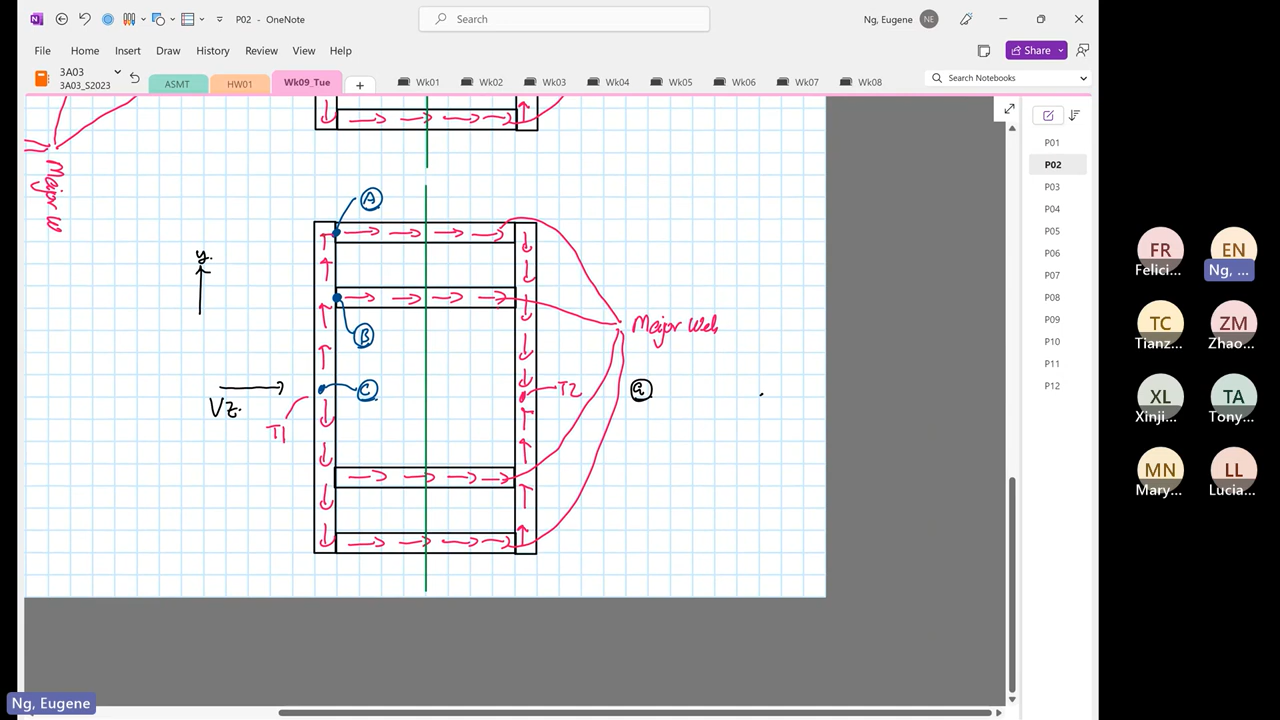 P02 - OneNote
Search
Ng, Eugene
NE
File
Home
Insert
Draw
History
Review
View
Help
Share
3A03
3A03_S2023
ASMT
HW01
Wk09_Tue
+
Wk01
Wk02
Wk03
Wk04
Wk05
Wk06
Wk07
Wk08
Search Notebooks
P01
P02
P03
P04
P05
P06
P07
P08
P09
P10
P11
P12
Major W
A
y.
B
Major Web
C
T2
Vz.
T1
FR
Felici...
EN
Ng, ...
TC
Tianz...
ZM
Zhao...
XL
Xinji...
TA
Tony...
MN
Mary...
LL
Lucia...
Ng, Eugene